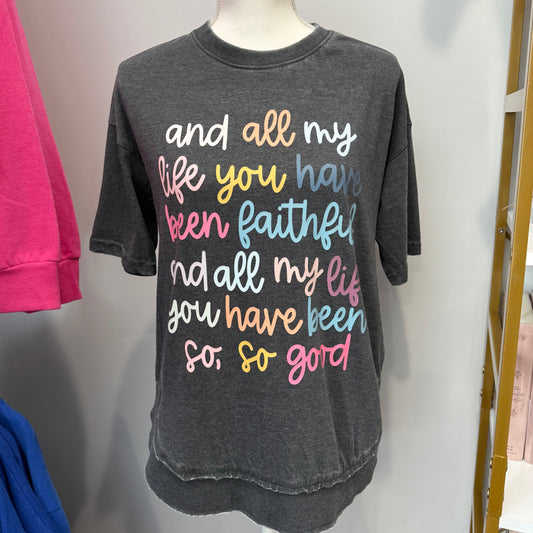 and all my
life you have
been faithful
and all my life
you have been
so, so good